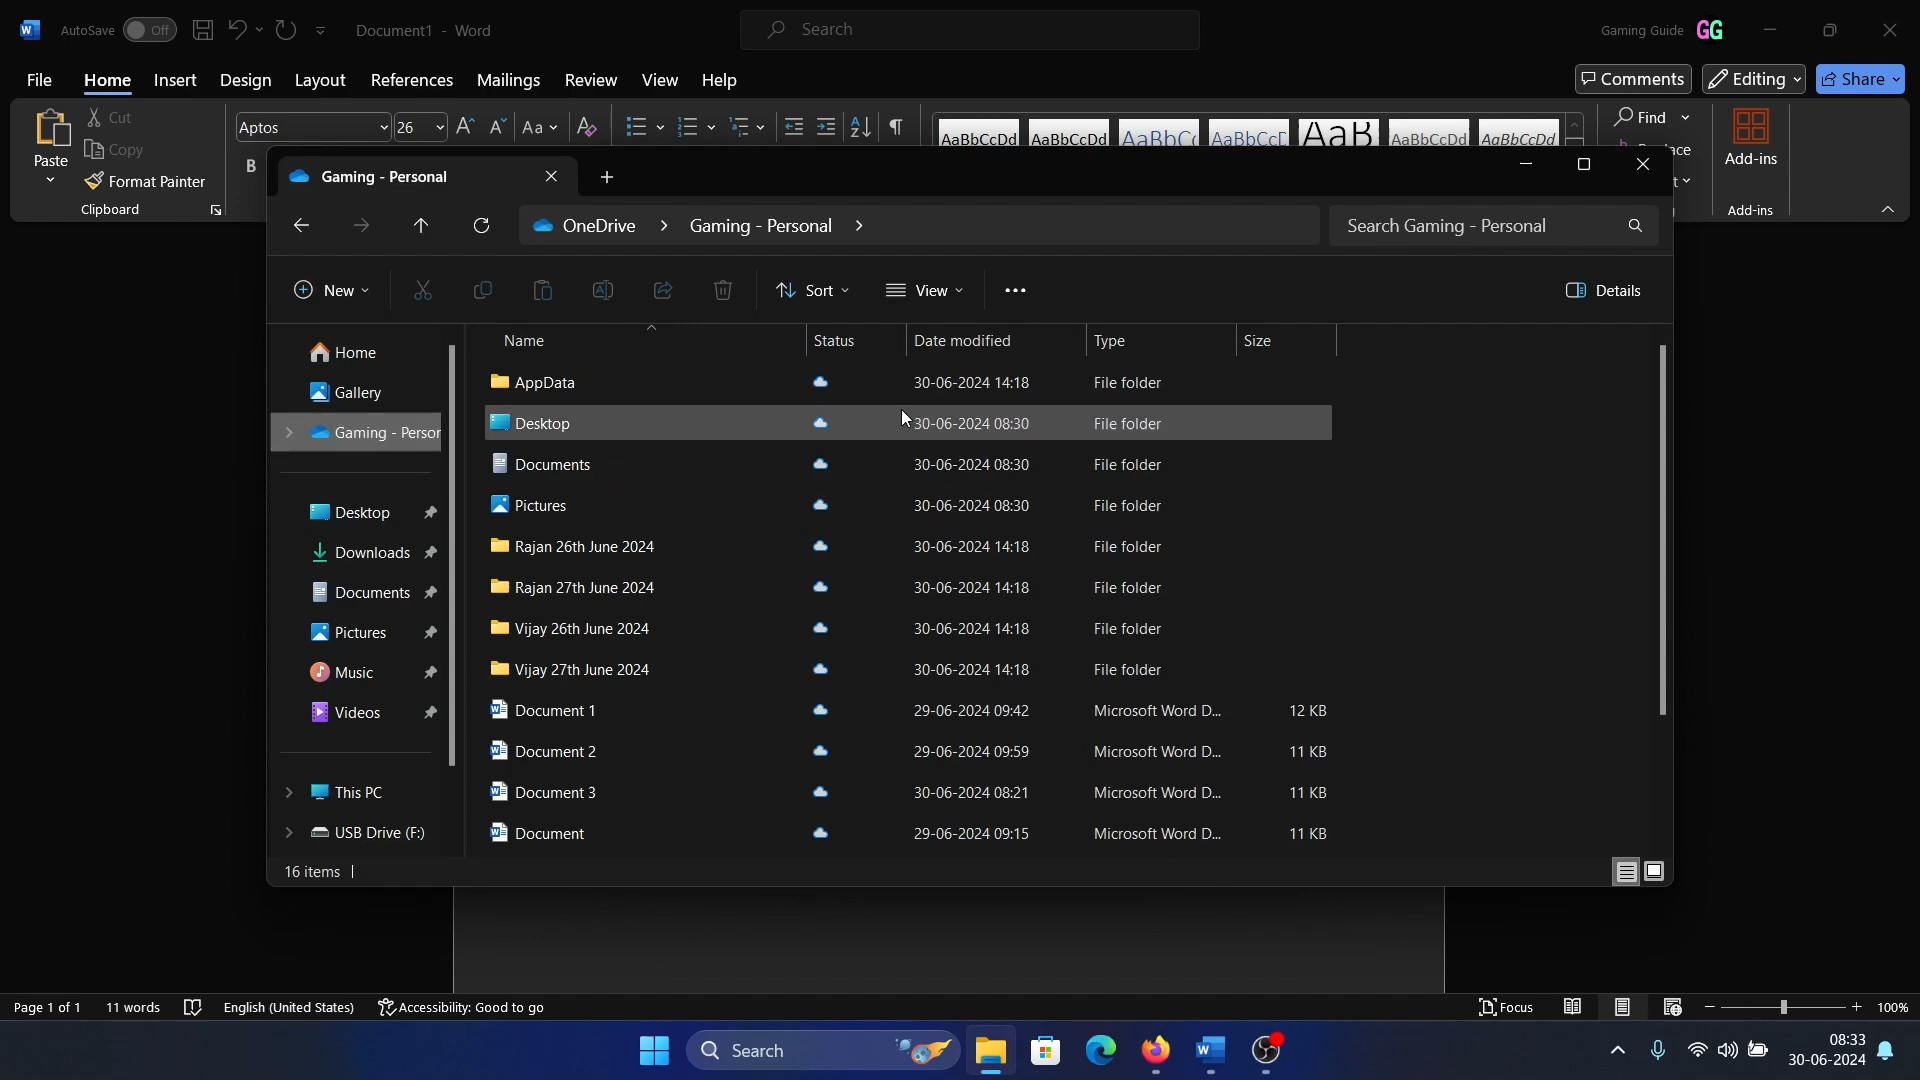 AutoSave Off Document1 - Word Search Gaming Guide GG
File Home Insert Design Layout References Mailings Review View Help Comments Editing Share
Paste Cut Copy Format Painter Clipboard
Aptos 26 Aa
B
AaBbCcDd AaBbCcDd AaBbC AaBbCcD AaB AaBbCcDd AaBbCcDd
Find
Add-ins
Add-ins
Gaming - Personal
OneDrive Gaming - Personal Search Gaming - Personal
New Sort View Details
Home
Gallery
Gaming - Person
Desktop
Downloads
Documents
Pictures
Music
Videos
This PC
USB Drive (F:)
Name Status Date modified Type Size
AppData 30-06-2024 14:18 File folder
Desktop 30-06-2024 08:30 File folder
Documents 30-06-2024 08:30 File folder
Pictures 30-06-2024 08:30 File folder
Rajan 26th June 2024 30-06-2024 14:18 File folder
Rajan 27th June 2024 30-06-2024 14:18 File folder
Vijay 26th June 2024 30-06-2024 14:18 File folder
Vijay 27th June 2024 30-06-2024 14:18 File folder
Document 1 29-06-2024 09:42 Microsoft Word D... 12 KB
Document 2 29-06-2024 09:59 Microsoft Word D... 11 KB
Document 3 30-06-2024 08:21 Microsoft Word D... 11 KB
Document 29-06-2024 09:15 Microsoft Word D... 11 KB
16 items
Page 1 of 1 11 words English (United States) Accessibility: Good to go Focus 100%
Search 08:33
30-06-2024